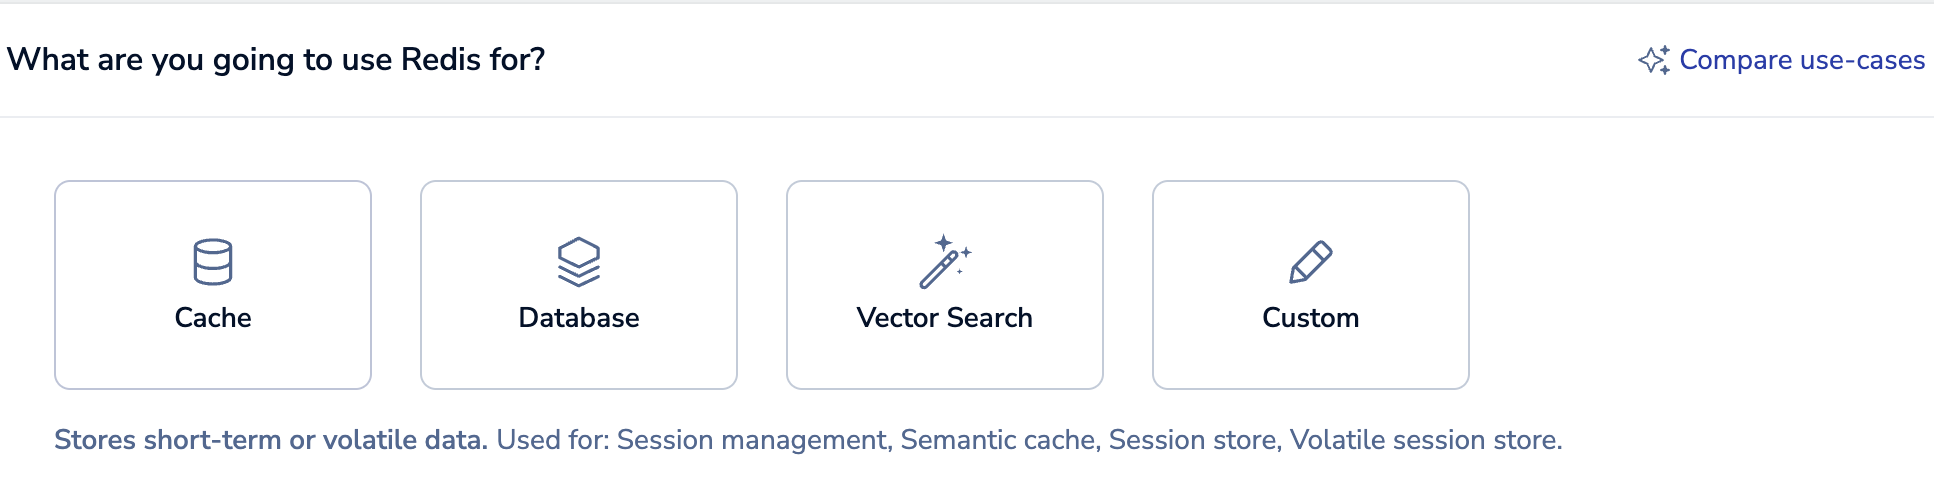 What are you going to use Redis for?
Compare use-cases
Cache
Database
Vector Search
Custom
Stores short-term or volatile data. Used for: Session management, Semantic cache, Session store, Volatile session store.